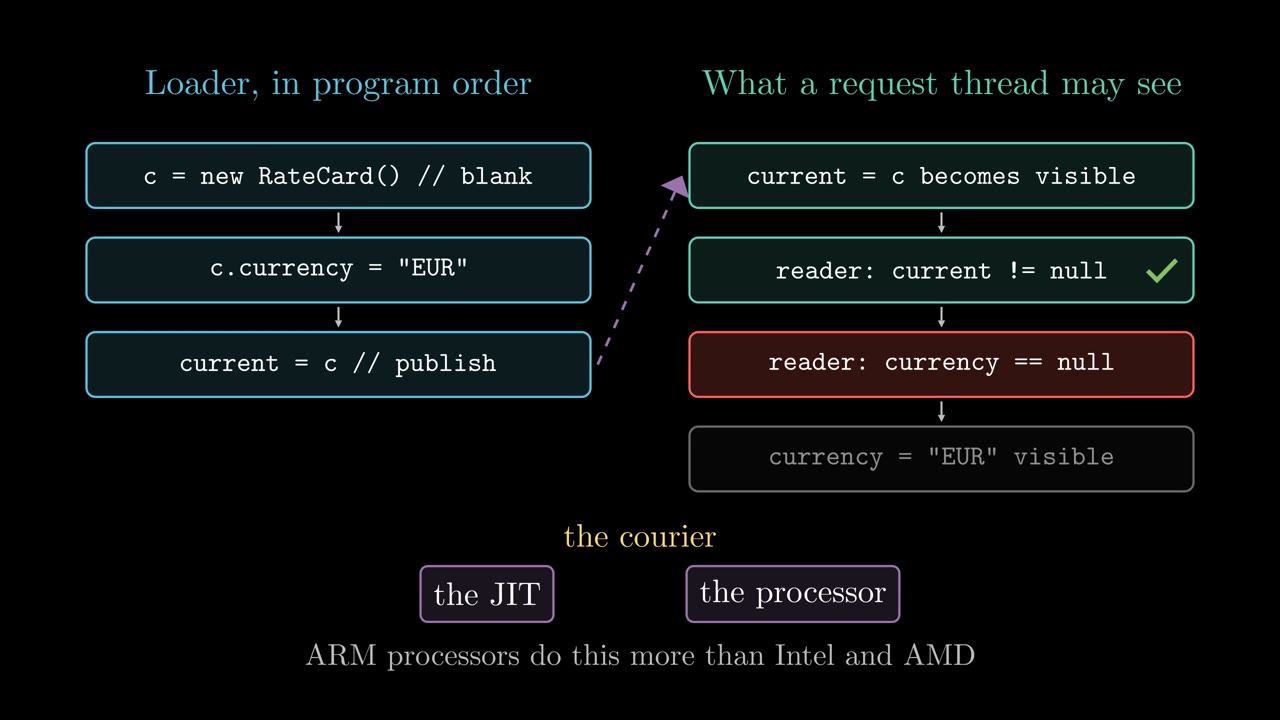 Loader, in program order
c = new RateCard() // blank
c.currency = "EUR"
current = c // publish
What a request thread may see
current = c becomes visible
reader: current != null
reader: currency == null
currency = "EUR" visible
the courier
the JIT
the processor
ARM processors do this more than Intel and AMD